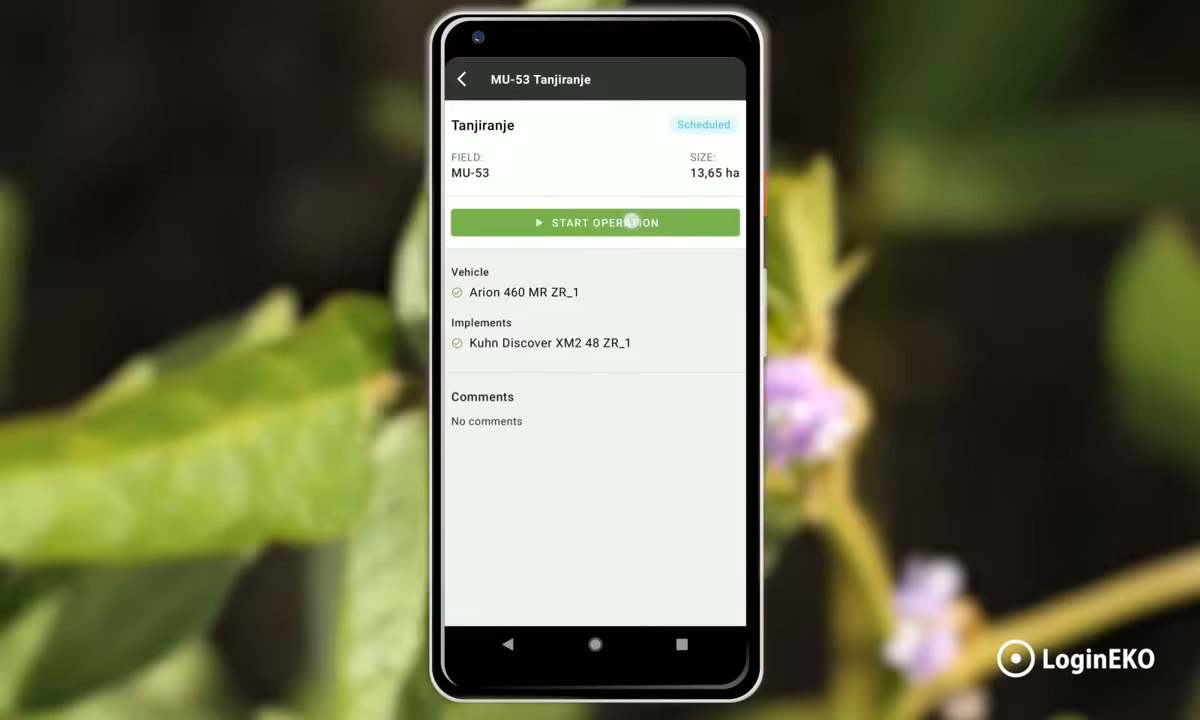 MU-53 Tanjiranje
Tanjiranje
Scheduled
FIELD:
SIZE:
MU-53
13,65 ha
START OPERATION
Vehicle
Arion 460 MR ZR_1
Implements
Kuhn Discover XM2 48 ZR_1
Comments
No comments
LoginEKO